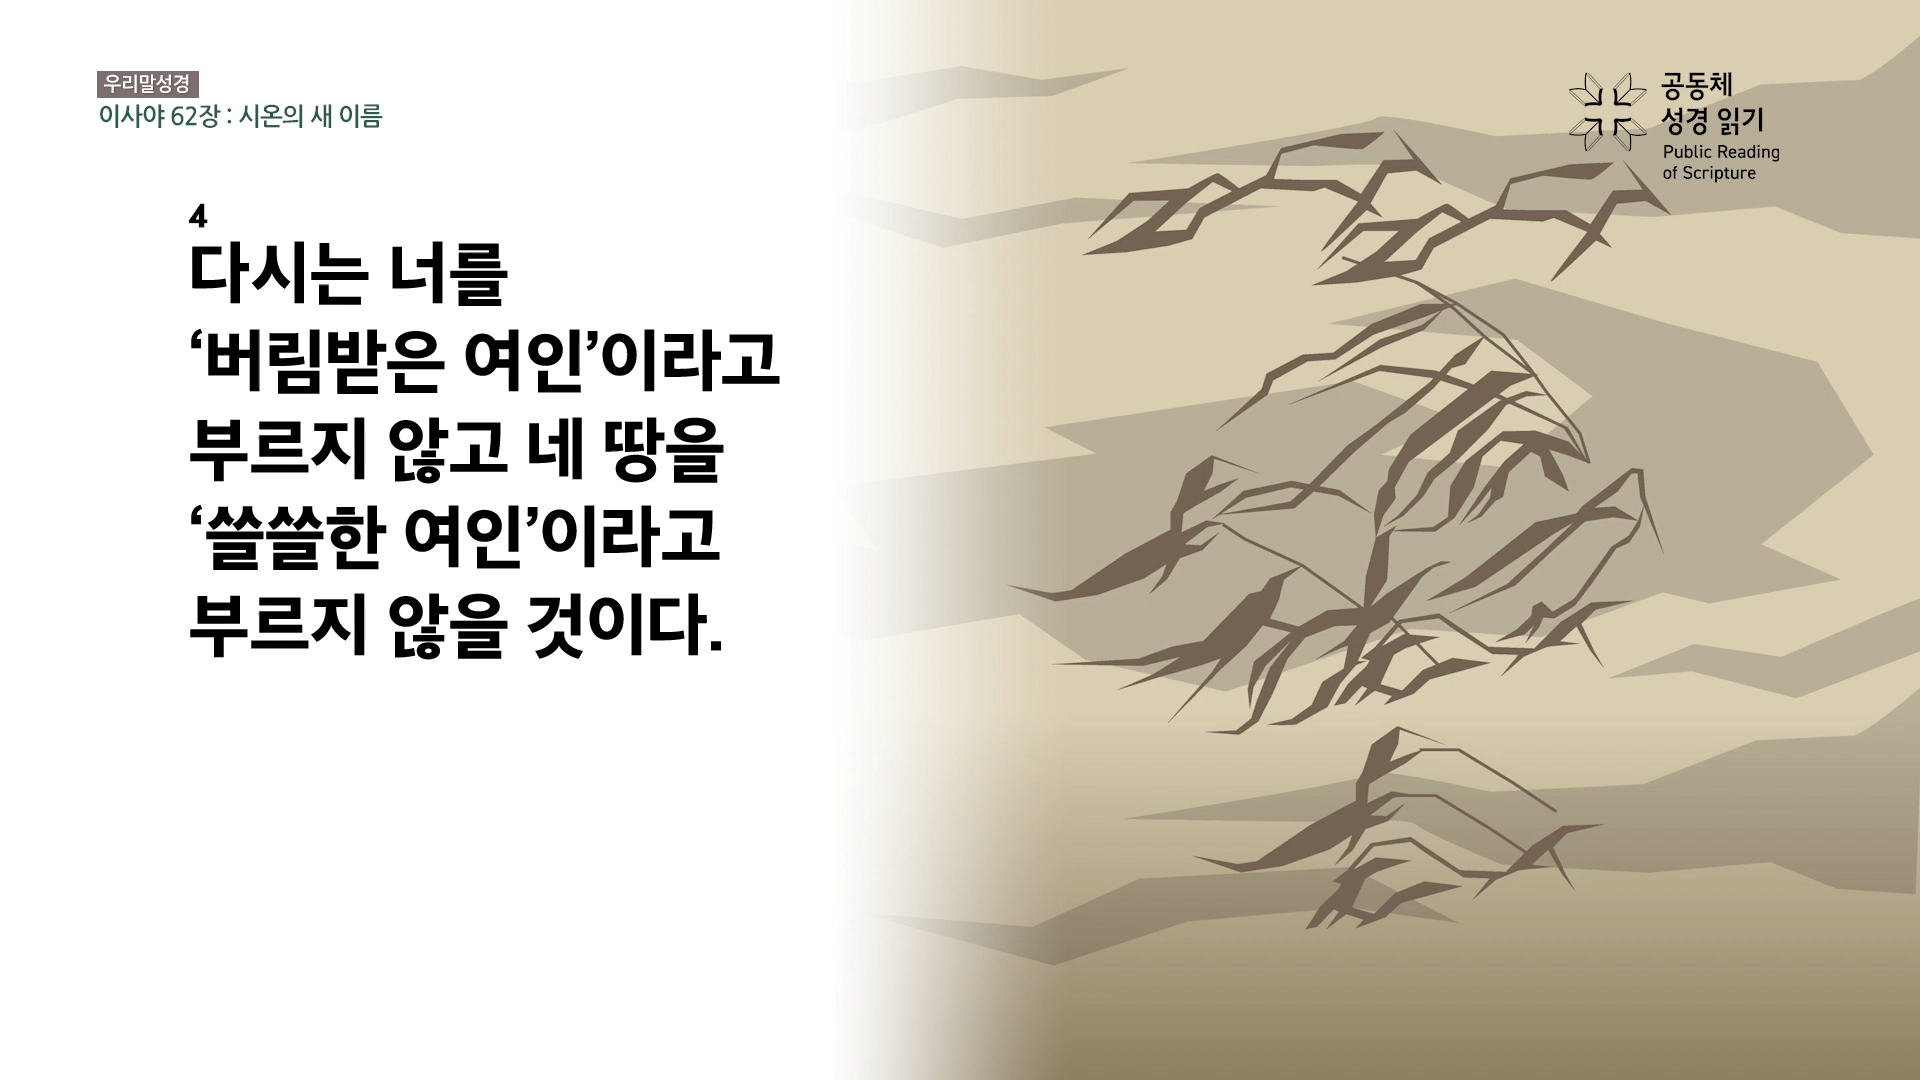 우리말성경
이사야 62장 : 시온의 새 이름
공동체
성경 읽기
Public Reading
of Scripture
4
다시는 너를
‘버림받은 여인’이라고
부르지 않고 네 땅을
‘쓸쓸한 여인’이라고
부르지 않을 것이다.